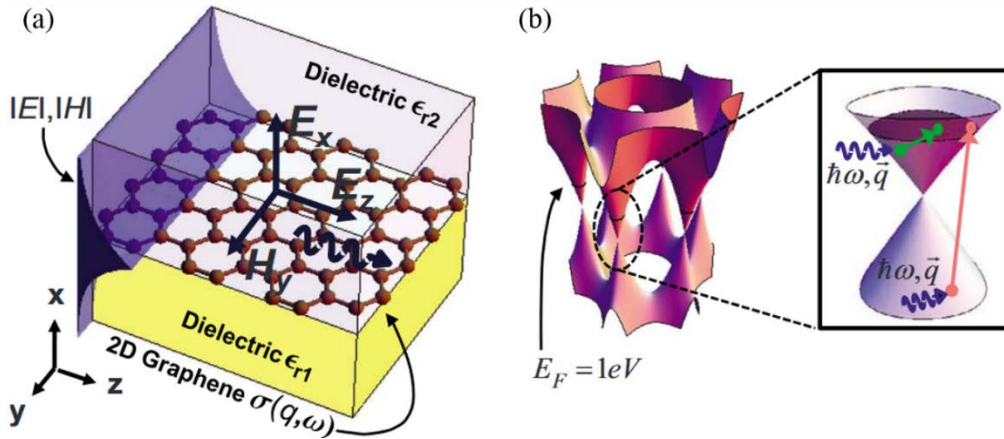 (a)
|E|,|H|
Dielectric ϵr2
Ex
Ez
Hy
Dielectric ϵr1
2D Graphene σ(q,ω)
x
y
z
(b)
EF = 1eV
ħω,q⃗
ħω,q⃗